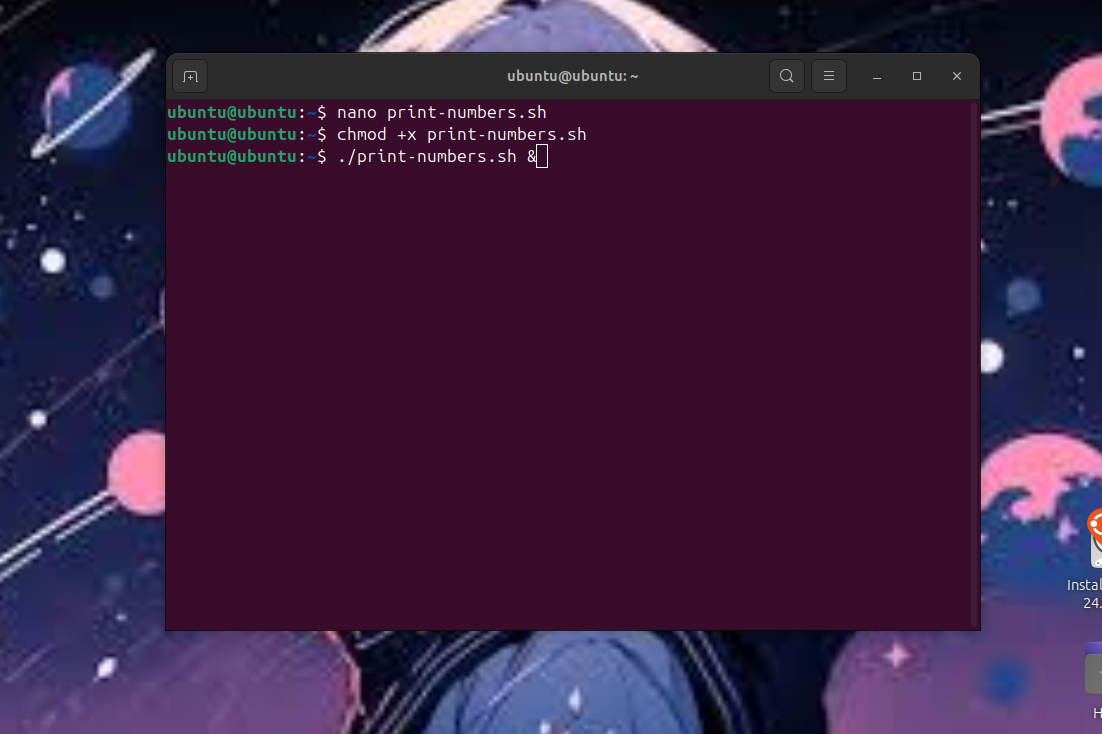 ubuntu@ubuntu: ~
ubuntu@ubuntu:~$ nano print-numbers.sh
ubuntu@ubuntu:~$ chmod +x print-numbers.sh
ubuntu@ubuntu:~$ ./print-numbers.sh &
24.
H